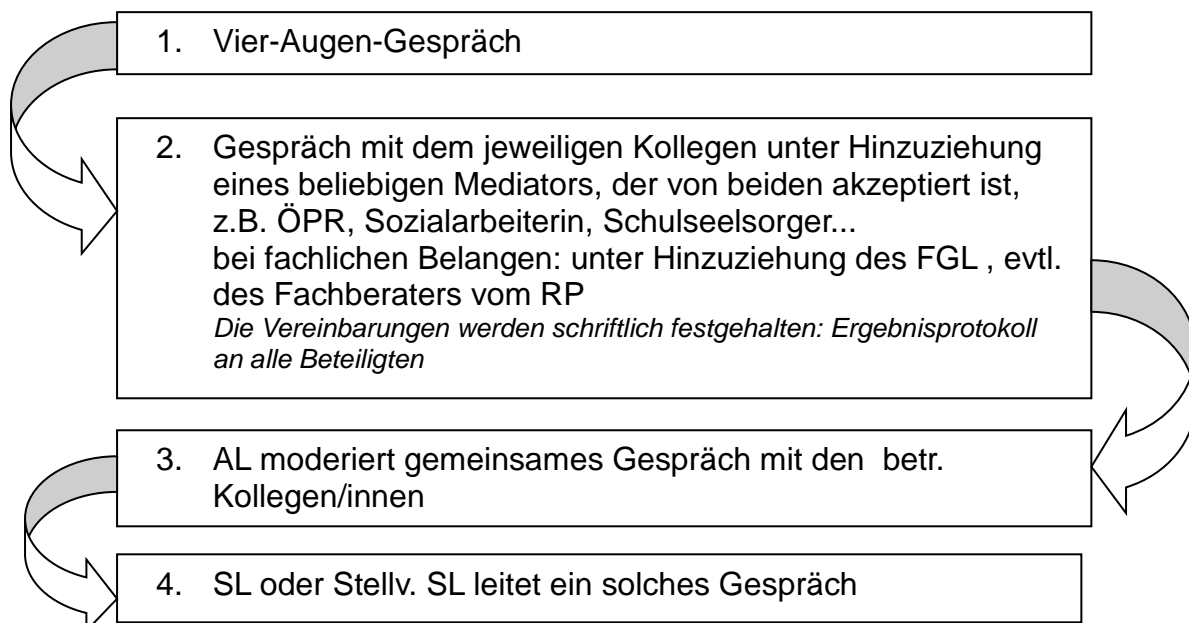 1. Vier-Augen-Gespräch
2. Gespräch mit dem jeweiligen Kollegen unter Hinzuziehung
eines beliebigen Mediators, der von beiden akzeptiert ist,
z.B. ÖPR, Sozialarbeiterin, Schulseelsorger...
bei fachlichen Belangen: unter Hinzuziehung des FGL , evtl.
des Fachberaters vom RP
Die Vereinbarungen werden schriftlich festgehalten: Ergebnisprotokoll
an alle Beteiligten
3. AL moderiert gemeinsames Gespräch mit den  betr.
Kollegen/innen
4. SL oder Stellv. SL leitet ein solches Gespräch